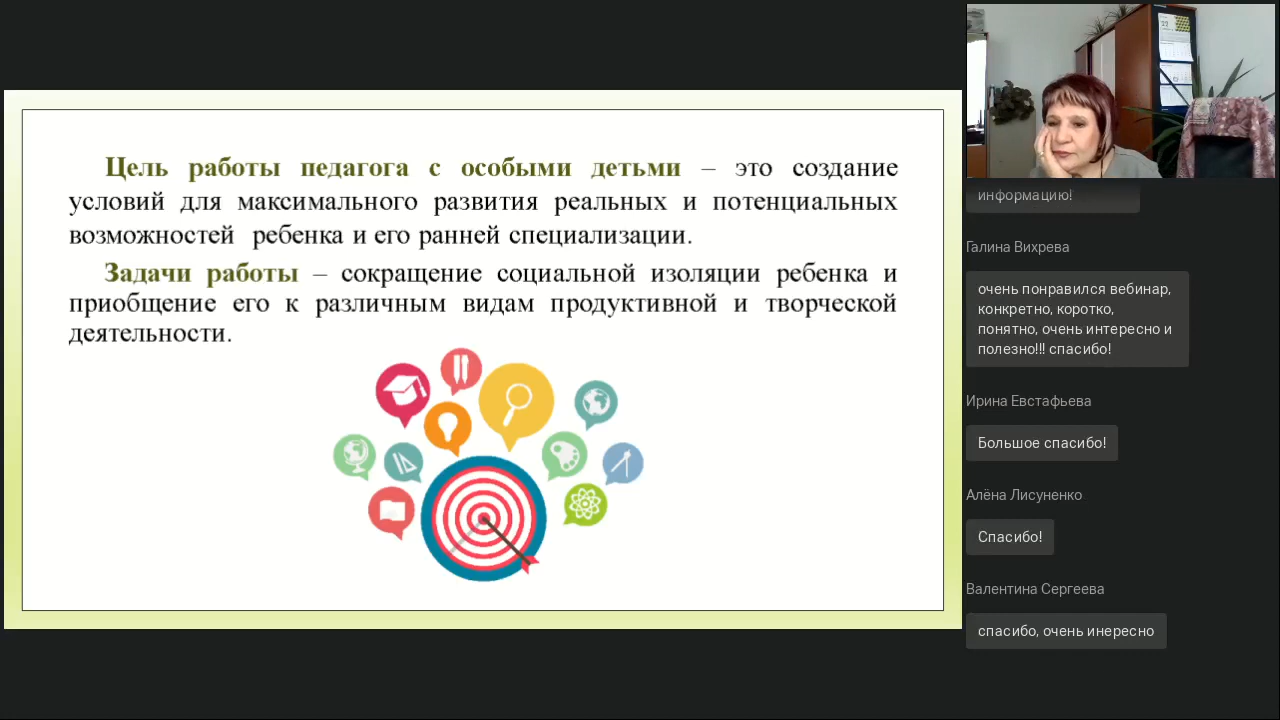 Цель работы педагога с особыми детьми – это создание
условий для максимального развития реальных и потенциальных
возможностей ребенка и его ранней специализации.
Задачи работы – сокращение социальной изоляции ребенка и
приобщение его к различным видам продуктивной и творческой
деятельности.
информацию!
Галина Вихрева
очень понравился вебинар,
конкретно, коротко,
понятно, очень интересно и
полезно!!! спасибо!
Ирина Евстафьева
Большое спасибо!
Алёна Лисуненко
Спасибо!
Валентина Сергеева
спасибо, очень инересно